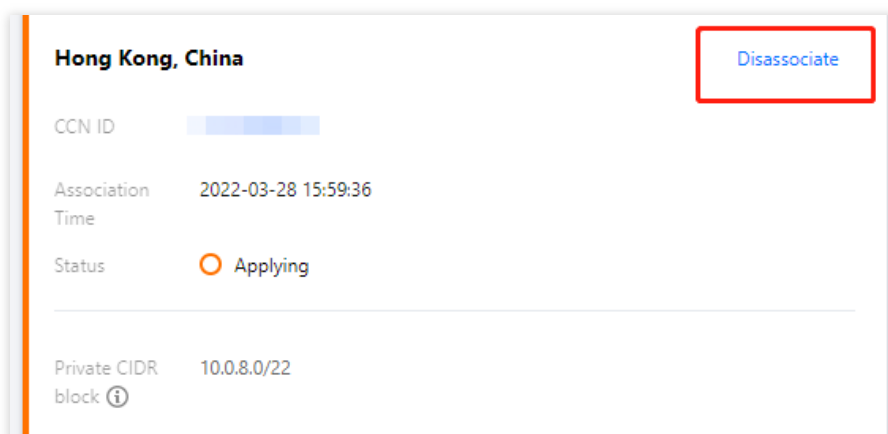 Hong Kong, China
Disassociate
CCN ID
Association
Time
2022-03-28 15:59:36
Status
Applying
Private CIDR
block
10.0.8.0/22